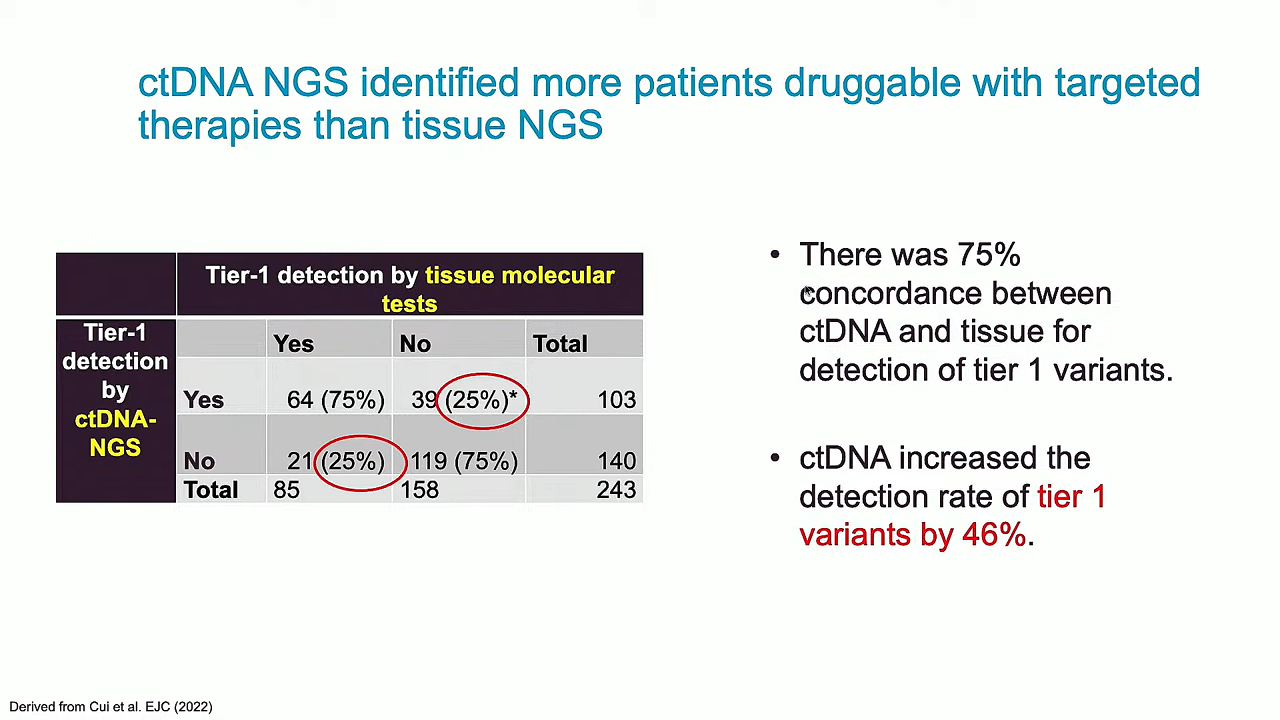 ctDNA NGS identified more patients druggable with targeted
therapies than tissue NGS
Tier-1 detection by tissue molecular
tests
Tier-1
detection
by
ctDNA-
NGS
Yes No Total
Yes 64 (75%) 39 (25%)* 103
No 21 (25%) 119 (75%) 140
Total 85 158 243
• There was 75%
concordance between
ctDNA and tissue for
detection of tier 1 variants.
• ctDNA increased the
detection rate of tier 1
variants by 46%.
Derived from Cui et al. EJC (2022)